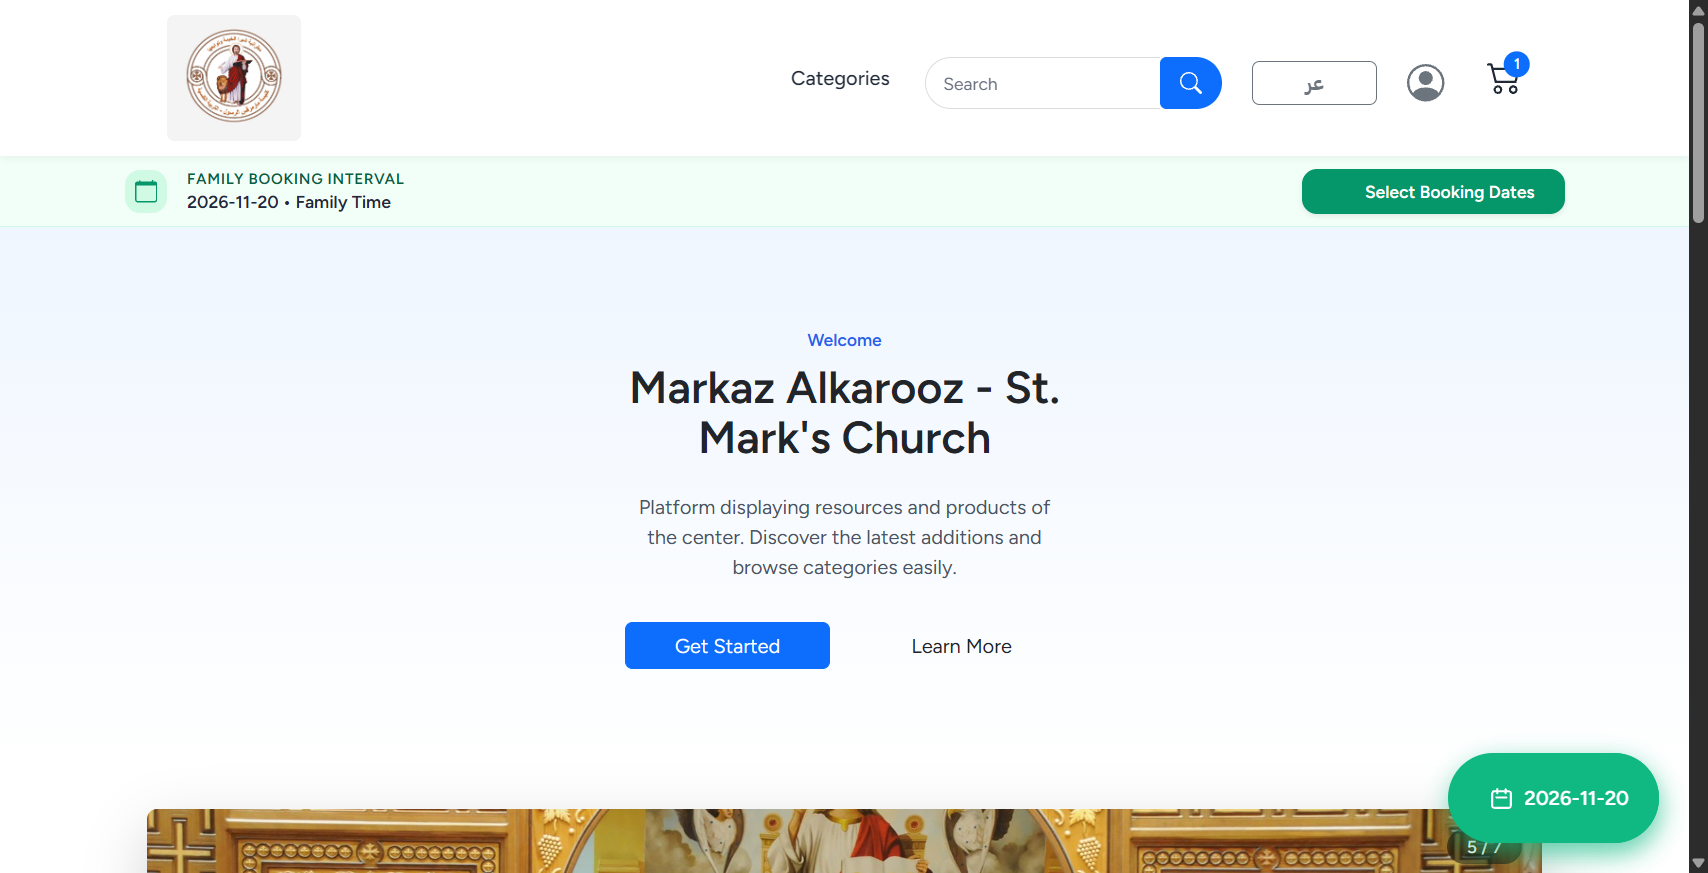 Categories
Search
عر
1
FAMILY BOOKING INTERVAL
2026-11-20 • Family Time
Select Booking Dates
Welcome
Markaz Alkarooz - St.
Mark's Church
Platform displaying resources and products of
the center. Discover the latest additions and
browse categories easily.
Get Started
Learn More
2026-11-20
5 / 7